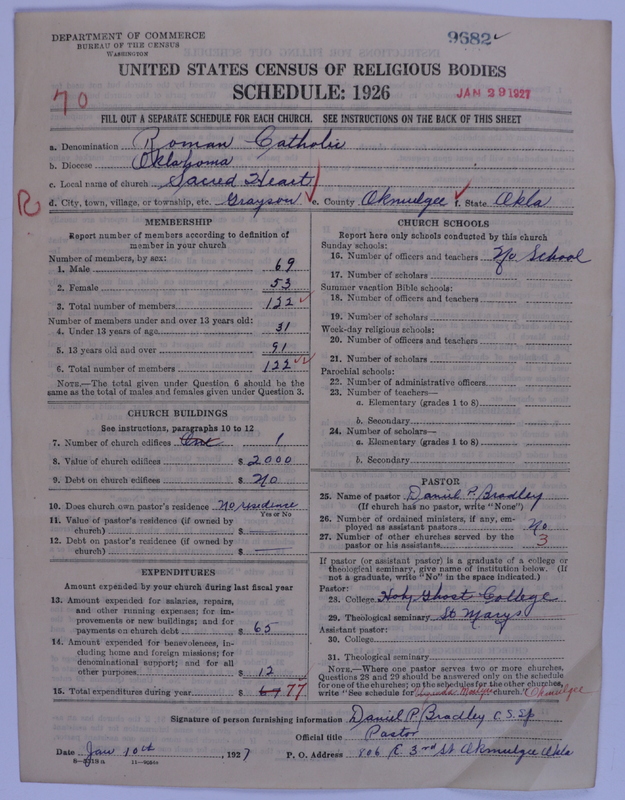 DEPARTMENT OF COMMERCE
BUREAU OF THE CENSUS
WASHINGTON
9682
UNITED STATES CENSUS OF RELIGIOUS BODIES
SCHEDULE: 1926
70
JAN 29 1927
FILL OUT A SEPARATE SCHEDULE FOR EACH CHURCH. SEE INSTRUCTIONS ON THE BACK OF THIS SHEET
a. Denomination Roman Catholic
b. Diocese Oklahoma
c. Local name of church Sacred Heart
R
d. City, town, village, or township, etc. Grayson e. County Okmulgee f. State Okla
MEMBERSHIP
Report number of members according to definition of
member in your church
Number of members, by sex:
1. Male 69
2. Female 53
3. Total number of members 122
Number of members under and over 13 years old:
4. Under 13 years of age 31
5. 13 years old and over 91
6. Total number of members 122
NOTE.—The total given under Question 6 should be the
same as the total of males and females given under Question 3.
CHURCH BUILDINGS
See instructions, paragraphs 10 to 12
7. Number of church edifices One 1
8. Value of church edifices $ 2000
9. Debt on church edifices $ No
10. Does church own pastor's residence no residence
Yes or No
11. Value of pastor's residence (if owned by
church) $
12. Debt on pastor's residence (if owned by
church) $
EXPENDITURES
Amount expended by your church during last fiscal year
13. Amount expended for salaries, repairs,
and other running expenses; for im-
provements or new buildings; and for
payments on church debt $ 65
14. Amount expended for benevolences, in-
cluding home and foreign missions; for
denominational support; and for all
other purposes $ 12
15. Total expenditures during year $ 77
CHURCH SCHOOLS
Report here only schools conducted by this church
Sunday schools:
16. Number of officers and teachers No School
17. Number of scholars
Summer vacation Bible schools:
18. Number of officers and teachers
19. Number of scholars
Week-day religious schools:
20. Number of officers and teachers
21. Number of scholars
Parochial schools:
22. Number of administrative officers
23. Number of teachers—
a. Elementary (grades 1 to 8)
b. Secondary
24. Number of scholars—
a. Elementary (grades 1 to 8)
b. Secondary
PASTOR
25. Name of pastor Daniel P. Bradley
(If church has no pastor, write "None")
26. Number of ordained ministers, if any, em-
ployed as assistant pastors No
27. Number of other churches served by the
pastor or his assistants 3
If pastor (or assistant pastor) is a graduate of a college or
theological seminary, give name of institution below. (If
not a graduate, write "No" in the space indicated.)
Pastor:
28. College Holy Ghost College
29. Theological seminary St Marys
Assistant pastor:
30. College
31. Theological seminary
NOTE.—Where one pastor serves two or more churches,
Questions 28 and 29 should be answered only on the schedule
for one of the churches; on the schedules for the other churches,
write "See schedule for church." Okmulgee
Signature of person furnishing information Daniel P. Bradley C.S.Sp
Official title Pastor
Date Jan 10th, 1927 P. O. Address 806 E 3rd St Okmulgee Okla